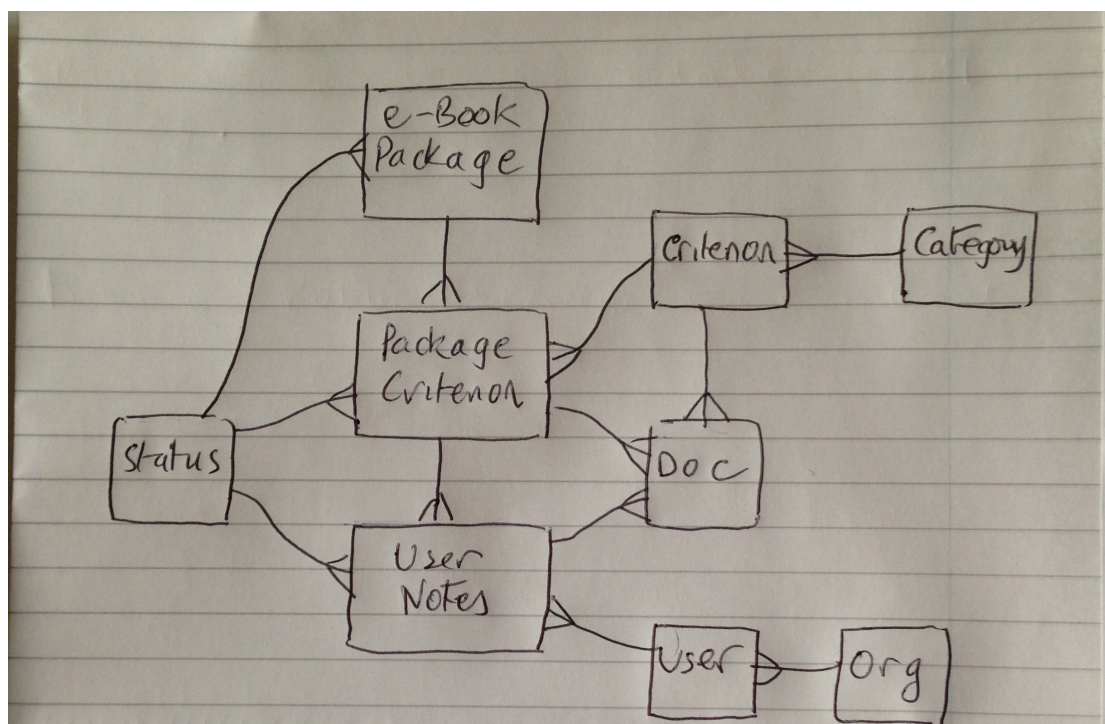 e-Book
Package
Criterion
Category
Package
Criterion
Status
Doc
User
Notes
User
Org